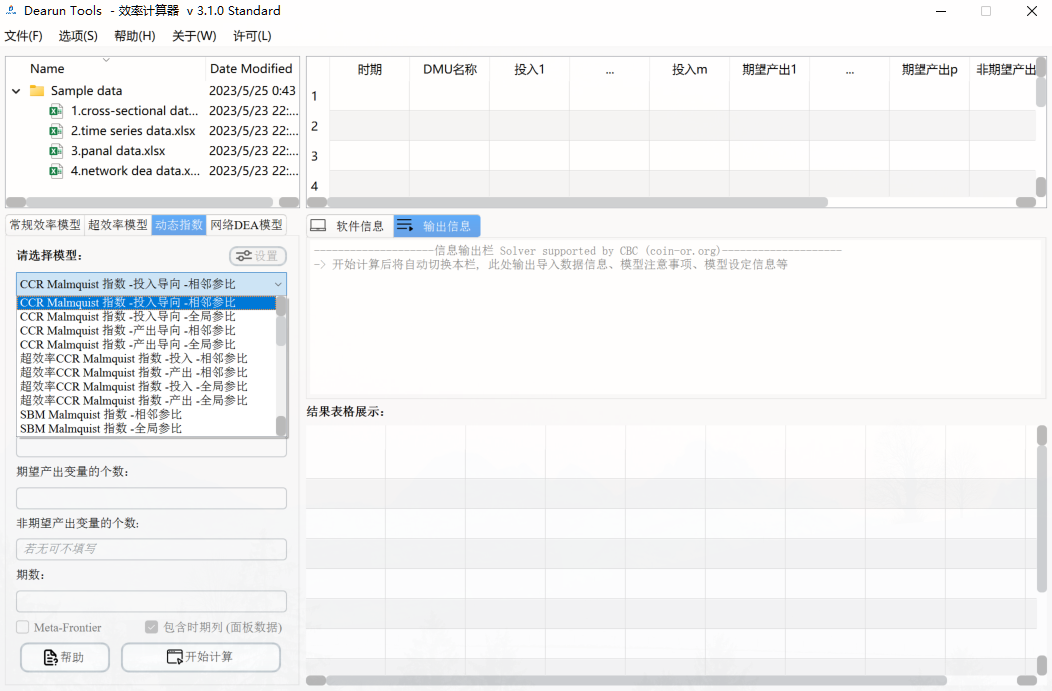 Dearun Tools - 效率计算器 v 3.1.0 Standard
文件(F) 选项(S) 帮助(H) 关于(W) 许可(L)
Name Date Modified
Sample data 2023/5/25 0:43
1.cross-sectional dat... 2023/5/23 22:...
2.time series data.xlsx 2023/5/23 22:...
3.panal data.xlsx 2023/5/23 22:...
4.network dea data.x... 2023/5/23 22:...
时期 DMU名称 投入1 ... 投入m 期望产出1 ... 期望产出p 非期望产出
1
2
3
4
常规效率模型 超效率模型 动态指数 网络DEA模型
请选择模型: 设置
CCR Malmquist 指数 -投入导向 -相邻参比
CCR Malmquist 指数 -投入导向 -相邻参比
CCR Malmquist 指数 -投入导向 -全局参比
CCR Malmquist 指数 -产出导向 -相邻参比
CCR Malmquist 指数 -产出导向 -全局参比
超效率CCR Malmquist 指数 -投入 -相邻参比
超效率CCR Malmquist 指数 -产出 -相邻参比
超效率CCR Malmquist 指数 -投入 -全局参比
超效率CCR Malmquist 指数 -产出 -全局参比
SBM Malmquist 指数 -相邻参比
SBM Malmquist 指数 -全局参比
期望产出变量的个数:
非期望产出变量的个数:
若无可不填写
期数:
Meta-Frontier 包含时期列 (面板数据)
帮助 开始计算
软件信息 输出信息
--------------------信息输出栏 Solver supported by CBC (coin-or.org)--------------------
-> 开始计算后将自动切换本栏, 此处输出导入数据信息、模型注意事项、模型设定信息等
结果表格展示: